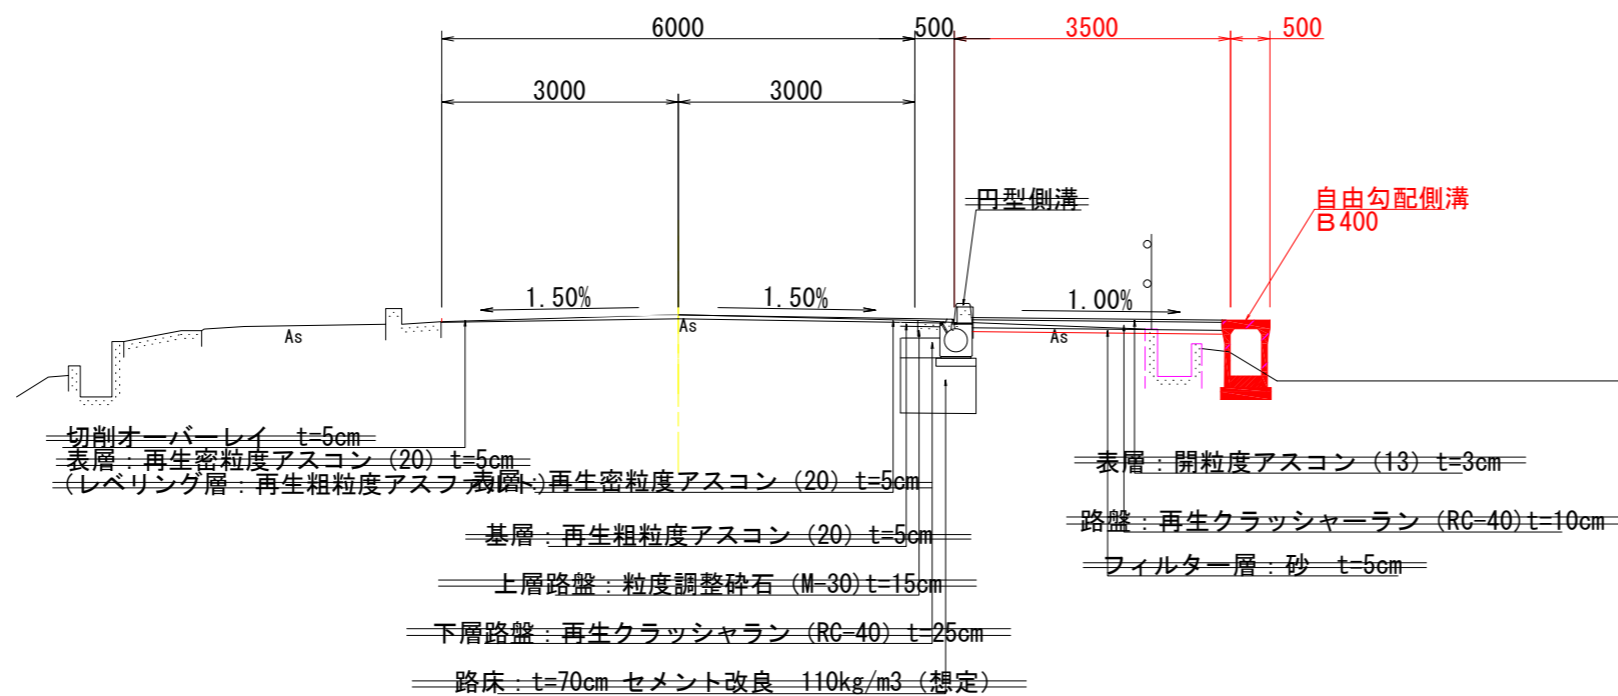 6000
500
3500
500
3000
3000
円型側溝
自由勾配側溝
Ｂ400
1.50%
1.50%
1.00%
As
As
As
切削オーバーレイ t=5cm
表層：再生密粒度アスコン (20) t=5cm
(レベリング層：再生粗粒度アスファルト)
表層：再生密粒度アスコン (20) t=5cm
基層：再生粗粒度アスコン (20) t=5cm
上層路盤：粒度調整砕石 (M-30)t=15cm
下層路盤：再生クラッシャラン (RC-40) t=25cm
路床：t=70cm セメント改良 110kg/m3 (想定)
表層：開粒度アスコン (13) t=3cm
路盤：再生クラッシャーラン (RC-40)t=10cm
フィルター層：砂 t=5cm